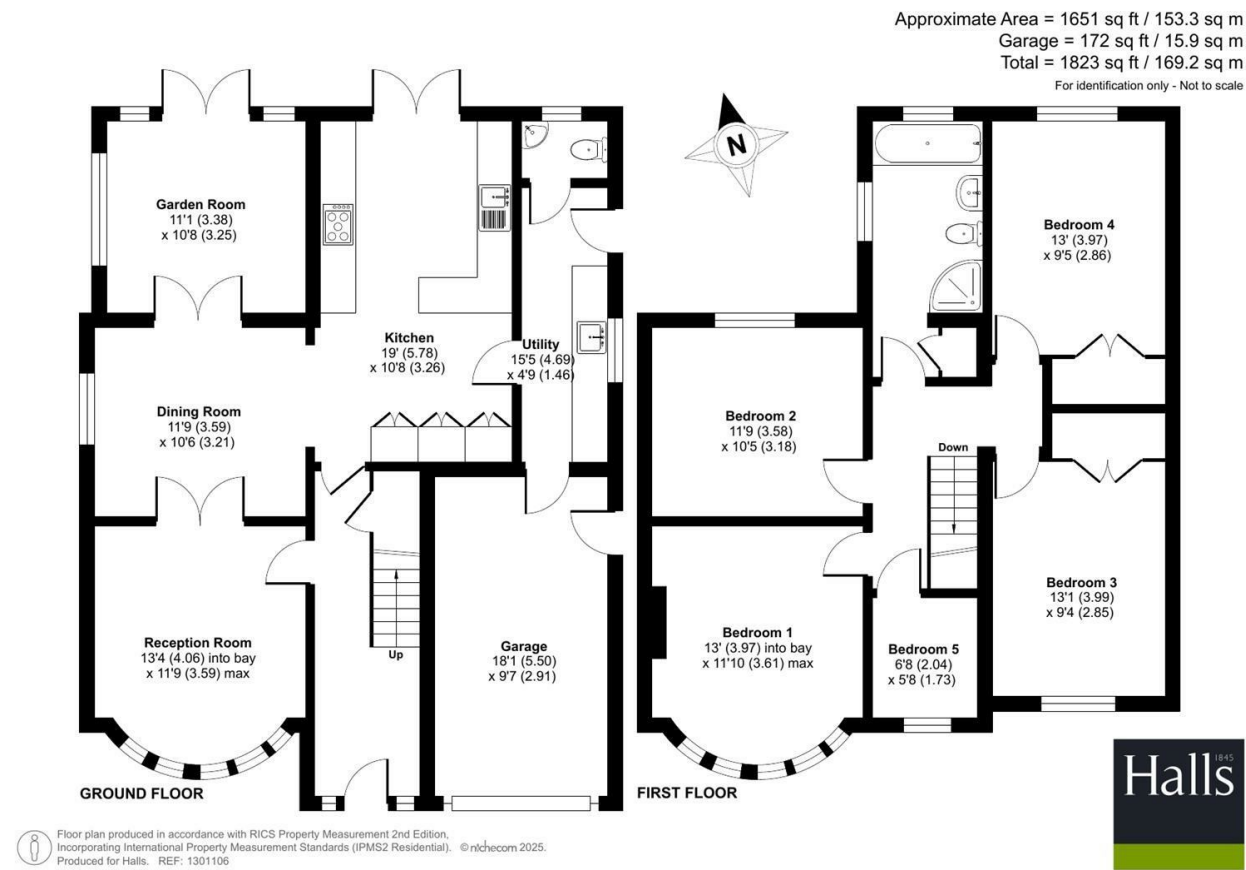 Approximate Area = 1651 sq ft / 153.3 sq m
Garage = 172 sq ft / 15.9 sq m
Total = 1823 sq ft / 169.2 sq m
For identification only - Not to scale
N
Garden Room
11'1 (3.38)
x 10'8 (3.25)
Kitchen
19' (5.78)
x 10'8 (3.26)
Utility
15'5 (4.69)
x 4'9 (1.46)
Dining Room
11'9 (3.59)
x 10'6 (3.21)
Reception Room
13'4 (4.06) into bay
x 11'9 (3.59) max
Up
Garage
18'1 (5.50)
x 9'7 (2.91)
GROUND FLOOR
Bedroom 4
13' (3.97)
x 9'5 (2.86)
Bedroom 2
11'9 (3.58)
x 10'5 (3.18)
Down
Bedroom 3
13'1 (3.99)
x 9'4 (2.85)
Bedroom 1
13' (3.97) into bay
x 11'10 (3.61) max
Bedroom 5
6'8 (2.04)
x 5'8 (1.73)
FIRST FLOOR
Halls 1845
Floor plan produced in accordance with RICS Property Measurement 2nd Edition,
Incorporating International Property Measurement Standards (IPMS2 Residential). © nichecom 2025.
Produced for Halls. REF: 1301106